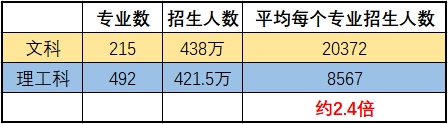 专业数 招生人数 平均每个专业招生人数
文科 215 438万 20372
理工科 492 421.5万 8567
约2.4倍